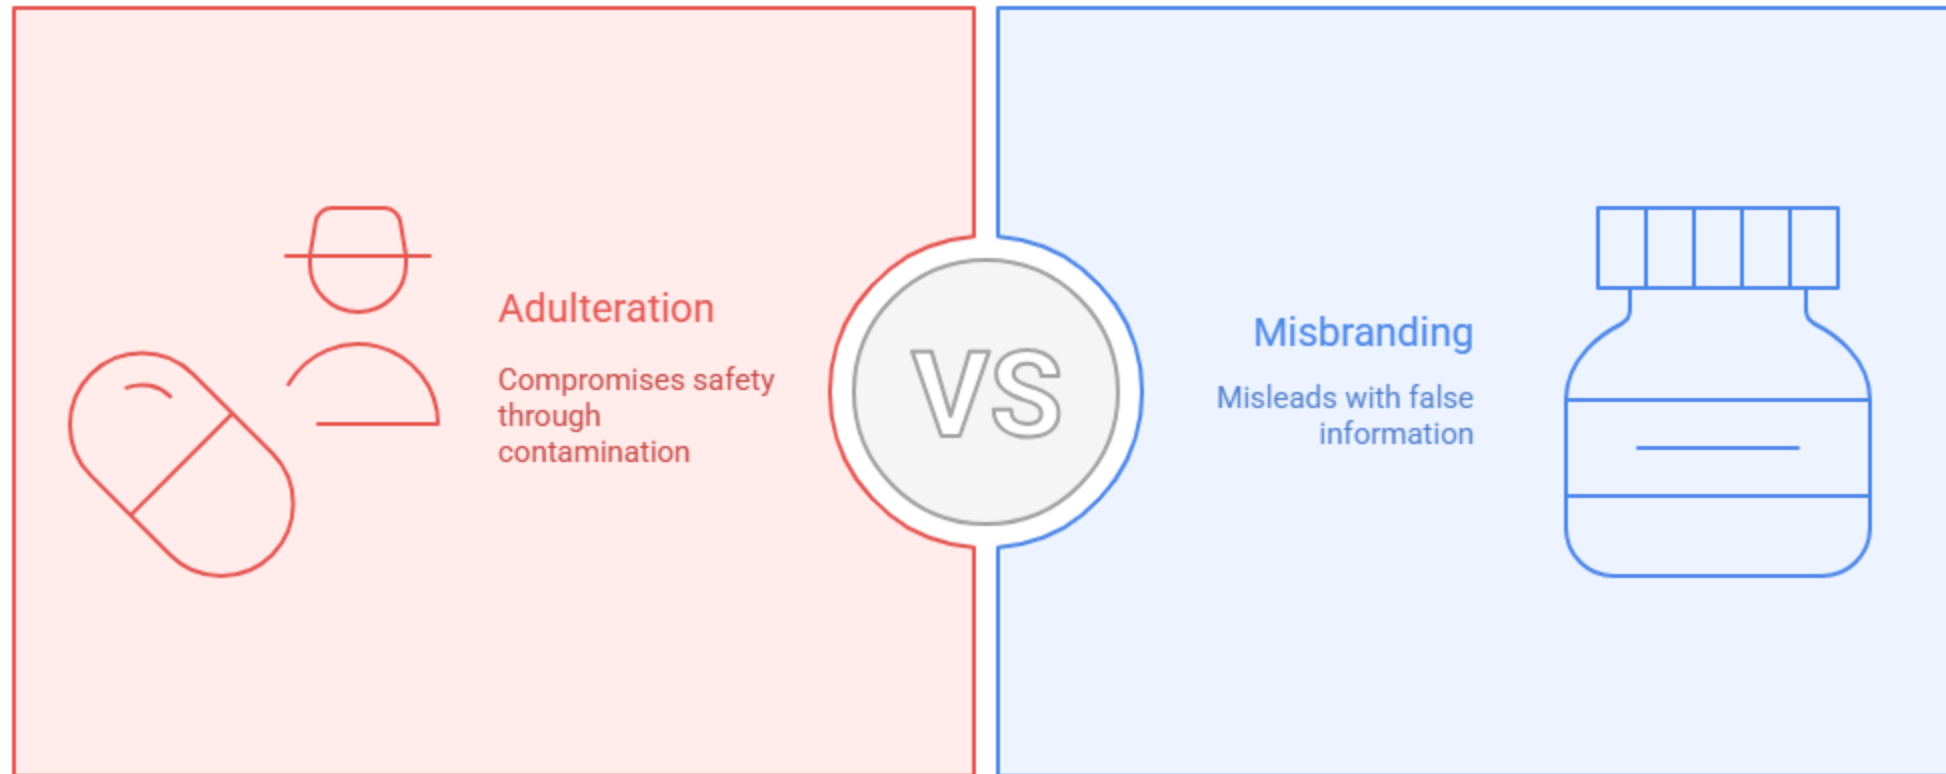 Adulteration
Compromises safety
through
contamination
VS
Misbranding
Misleads with false
information